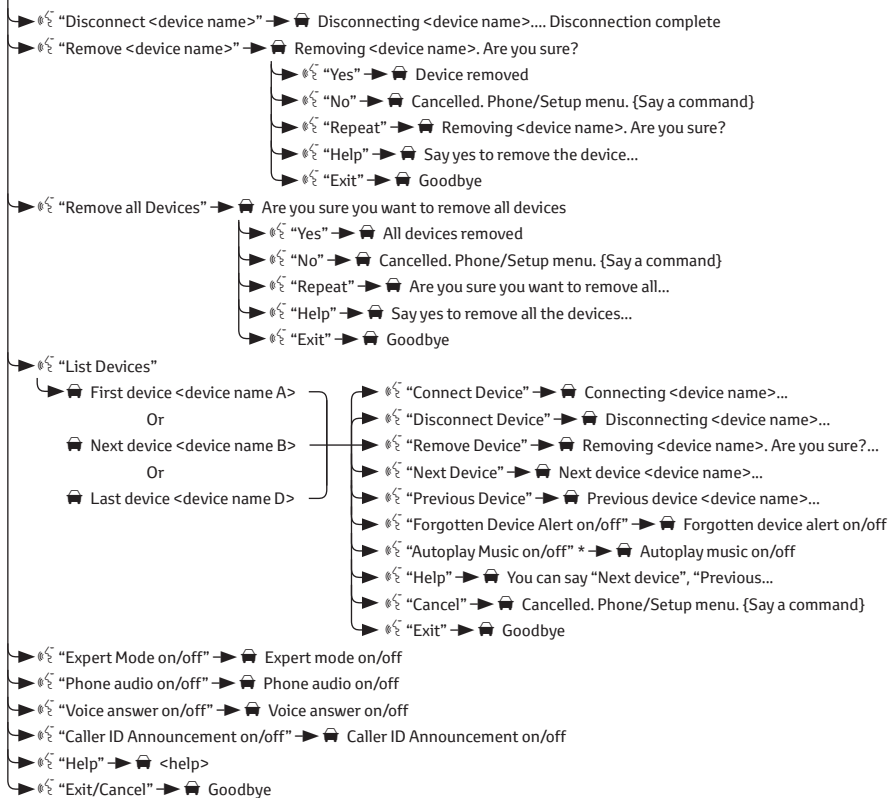 “Disconnect <device name>” Disconnecting <device name>.... Disconnection complete
“Remove <device name>” Removing <device name>. Are you sure?
“Yes” Device removed
“No” Cancelled. Phone/Setup menu. {Say a command}
“Repeat” Removing <device name>. Are you sure?
“Help” Say yes to remove the device...
“Exit” Goodbye
“Remove all Devices” Are you sure you want to remove all devices
“Yes” All devices removed
“No” Cancelled. Phone/Setup menu. {Say a command}
“Repeat” Are you sure you want to remove all...
“Help” Say yes to remove all the devices...
“Exit” Goodbye
“List Devices”
First device <device name A>
Or
Next device <device name B>
Or
Last device <device name D>
“Connect Device” Connecting <device name>...
“Disconnect Device” Disconnecting <device name>...
“Remove Device” Removing <device name>. Are you sure?...
“Next Device” Next device <device name>...
“Previous Device” Previous device <device name>...
“Forgotten Device Alert on/off” Forgotten device alert on/off
“Autoplay Music on/off” * Autoplay music on/off
“Help” You can say “Next device”, “Previous...
“Cancel” Cancelled. Phone/Setup menu. {Say a command}
“Exit” Goodbye
“Expert Mode on/off” Expert mode on/off
“Phone audio on/off” Phone audio on/off
“Voice answer on/off” Voice answer on/off
“Caller ID Announcement on/off” Caller ID Announcement on/off
“Help” <help>
“Exit/Cancel” Goodbye